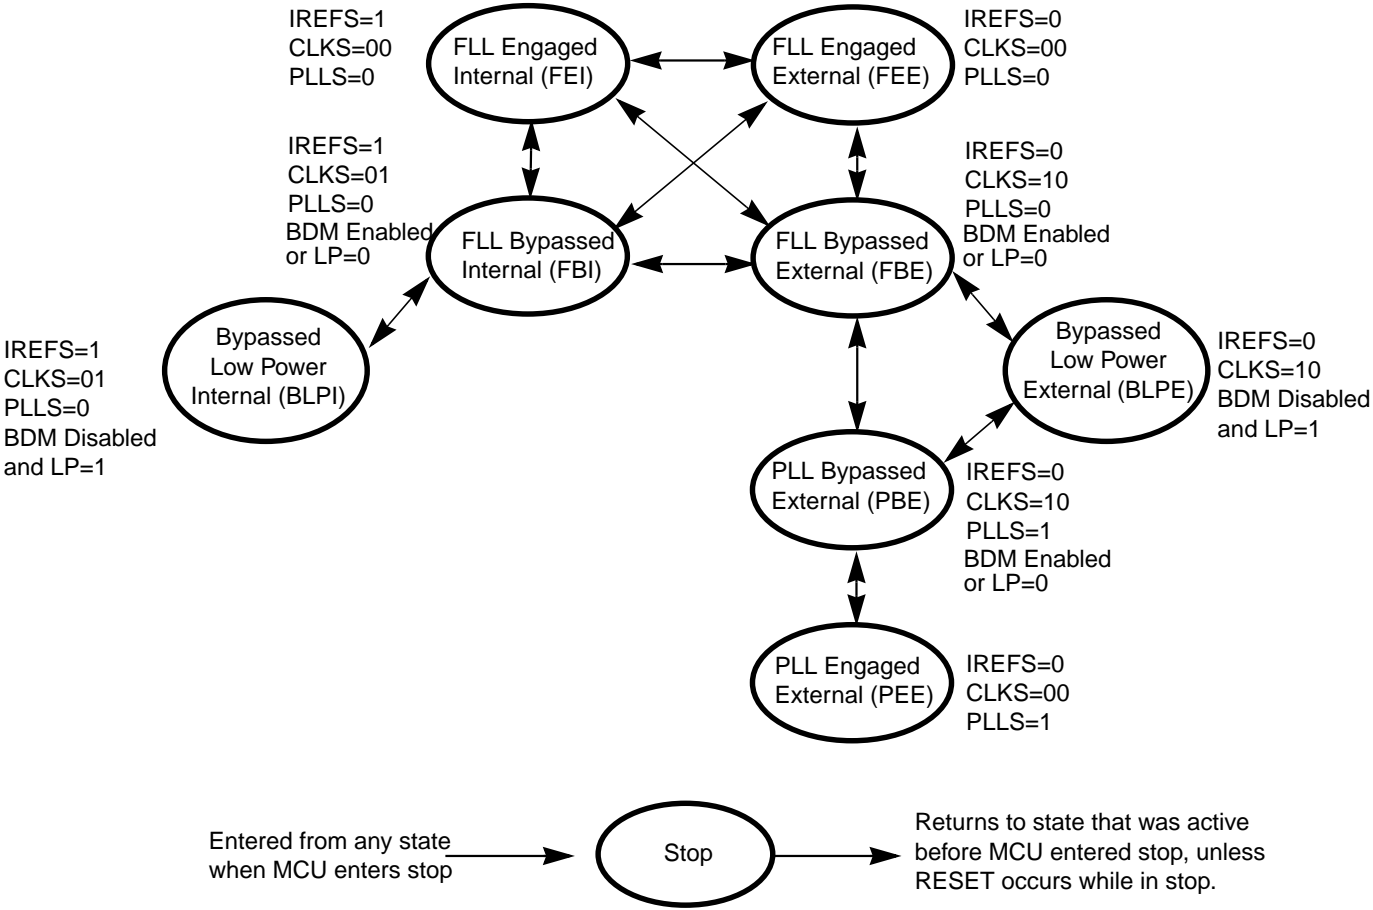 IREFS=1
CLKS=00
PLLS=0
FLL Engaged
Internal (FEI)
FLL Engaged
External (FEE)
IREFS=0
CLKS=00
PLLS=0
IREFS=1
CLKS=01
PLLS=0
BDM Enabled
or LP=0
FLL Bypassed
Internal (FBI)
FLL Bypassed
External (FBE)
IREFS=0
CLKS=10
PLLS=0
BDM Enabled
or LP=0
IREFS=1
CLKS=01
PLLS=0
BDM Disabled
and LP=1
Bypassed
Low Power
Internal (BLPI)
Bypassed
Low Power
External (BLPE)
IREFS=0
CLKS=10
BDM Disabled
and LP=1
PLL Bypassed
External (PBE)
IREFS=0
CLKS=10
PLLS=1
BDM Enabled
or LP=0
PLL Engaged
External (PEE)
IREFS=0
CLKS=00
PLLS=1
Entered from any state
when MCU enters stop
Stop
Returns to state that was active
before MCU entered stop, unless
RESET occurs while in stop.